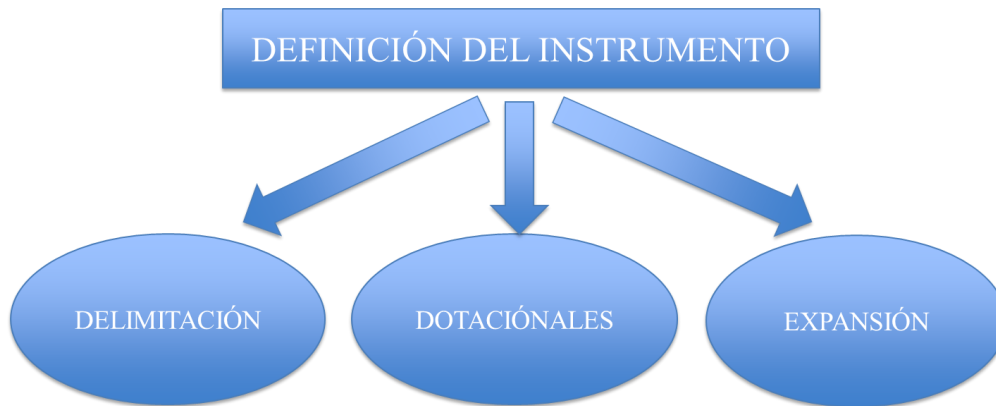 DEFINICIÓN DEL INSTRUMENTO
DELIMITACIÓN
DOTACIÓNALES
EXPANSIÓN